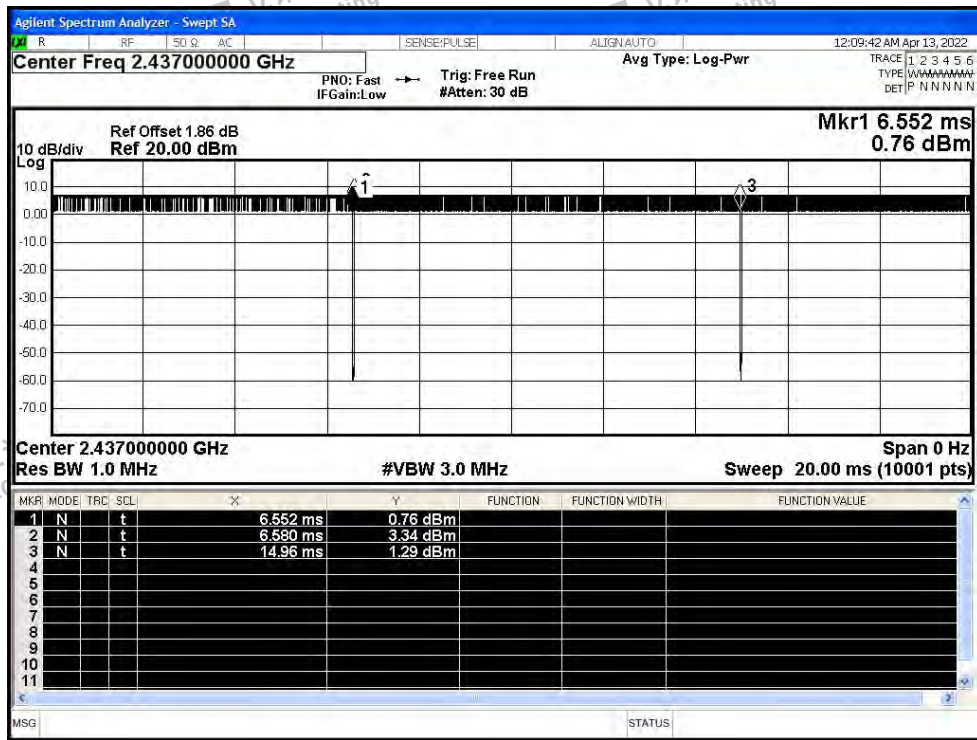 Agilent Spectrum Analyzer - Swept SA
LXI R RF 50 Ω AC SENSE:PULSE ALIGNAUTO 12:09:42 AM Apr 13, 2022
Center Freq 2.437000000 GHz
PNO: Fast Trig: Free Run Avg Type: Log-Pwr TRACE 1 2 3 4 5 6
IFGain:Low #Atten: 30 dB TYPE WWWWWW
DET P N N N N N
Mkr1 6.552 ms
0.76 dBm
Ref Offset 1.86 dB
10 dB/div Ref 20.00 dBm
Log
10.0
0.00
-10.0
-20.0
-30.0
-40.0
-50.0
-60.0
-70.0
1
3
Center 2.437000000 GHz Span 0 Hz
Res BW 1.0 MHz #VBW 3.0 MHz Sweep 20.00 ms (10001 pts)
MKR MODE TRC SCL X Y FUNCTION FUNCTION WIDTH FUNCTION VALUE
1 N t 6.552 ms 0.76 dBm
2 N t 6.580 ms 3.34 dBm
3 N t 14.96 ms 1.29 dBm
4
5
6
7
8
9
10
11
MSG STATUS